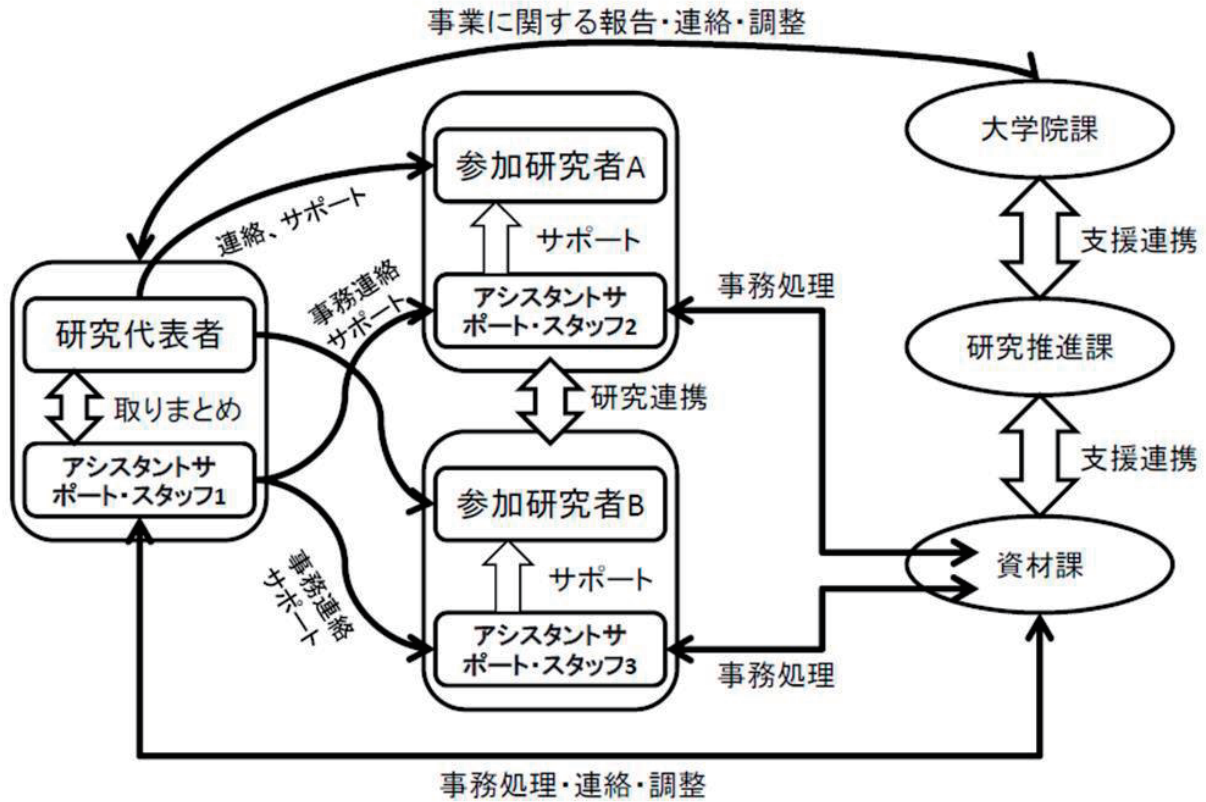 事業に関する報告・連絡・調整
大学院課
参加研究者A
連絡、サポート
サポート
支援連携
事務連絡
サポート
アシスタントサ
ポート・スタッフ2
事務処理
研究代表者
研究推進課
取りまとめ
研究連携
アシスタントサ
ポート・スタッフ1
支援連携
参加研究者B
資材課
事務連絡
サポート
サポート
アシスタントサ
ポート・スタッフ3
事務処理
事務処理・連絡・調整